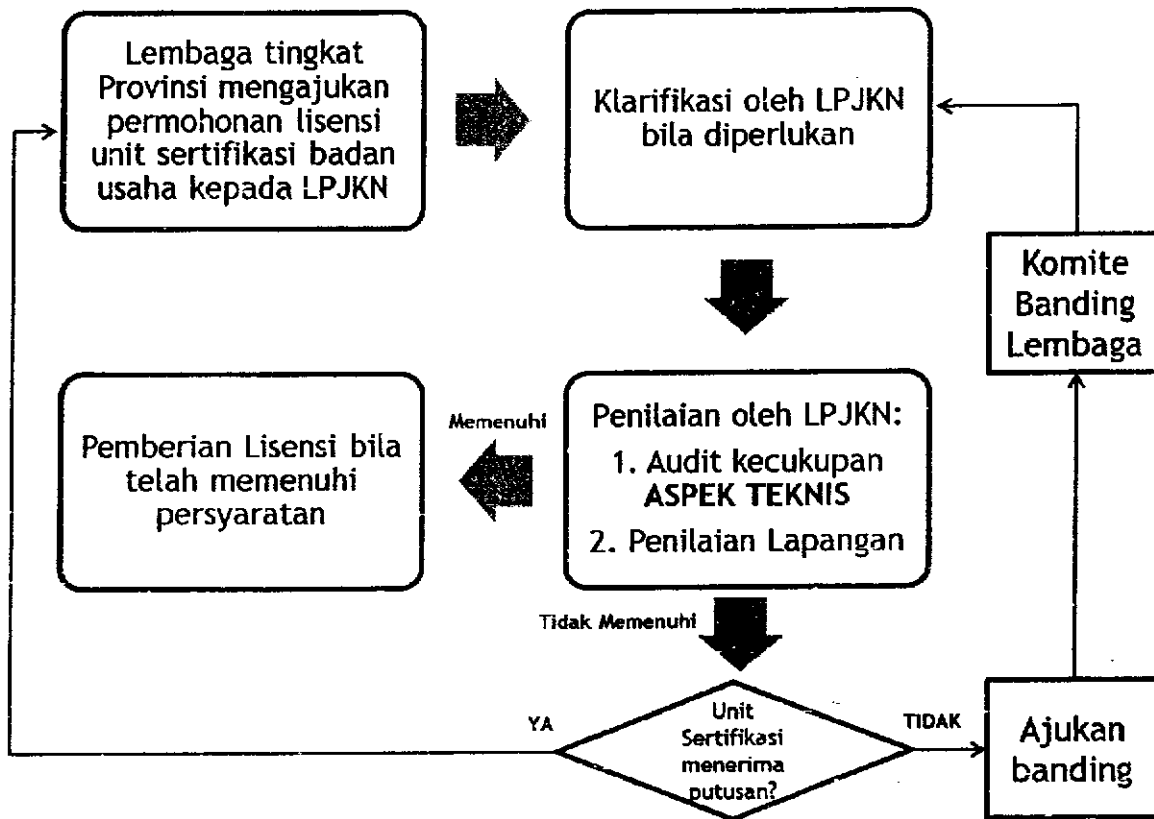 Lembaga tingkat
Provinsi mengajukan
permohonan lisensi
unit sertifikasi badan
usaha kepada LPJKN
Klarifikasi oleh LPJKN
bila diperlukan
Komite
Banding
Lembaga
Pemberian Lisensi bila
telah memenuhi
persyaratan
Memenuhi
Penilaian oleh LPJKN:
1. Audit kecukupan
ASPEK TEKNIS
2. Penilaian Lapangan
Tidak Memenuhi
YA
Unit
Sertifikasi
menerima
putusan?
TIDAK
Ajukan
banding